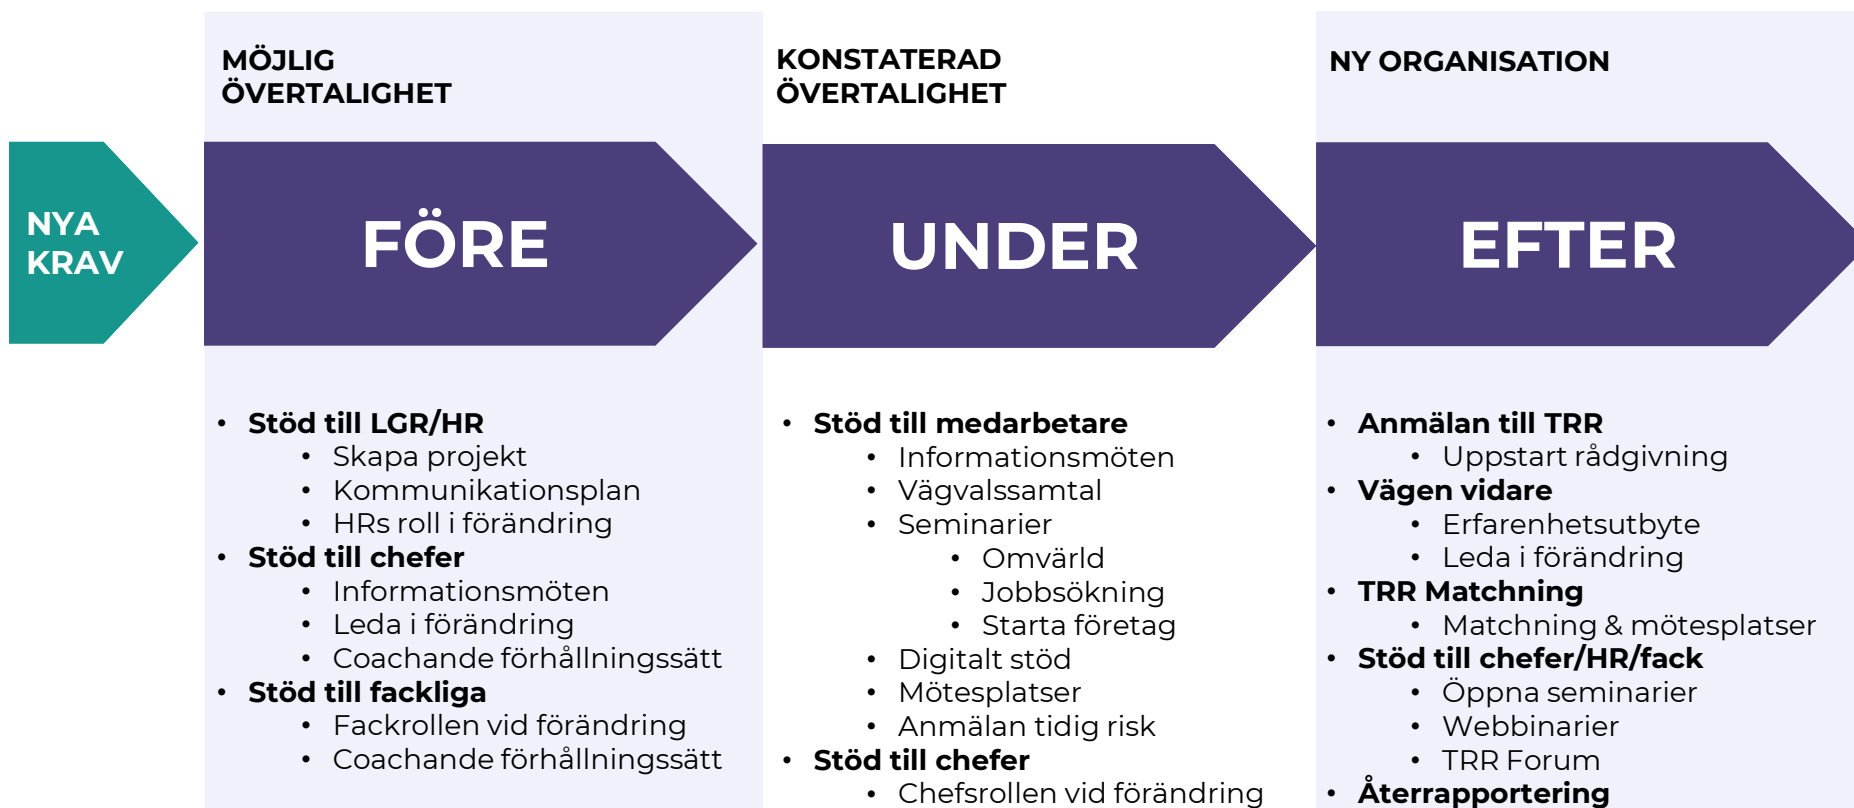 NYA
KRAV
MÖJLIG
ÖVERTALIGHET
FÖRE
• Stöd till LGR/HR
• Skapa projekt
• Kommunikationsplan
• HRs roll i förändring
• Stöd till chefer
• Informationsmöten
• Leda i förändring
• Coachande förhållningssätt
• Stöd till fackliga
• Fackrollen vid förändring
• Coachande förhållningssätt
KONSTATERAD
ÖVERTALIGHET
UNDER
• Stöd till medarbetare
• Informationsmöten
• Vägvalssamtal
• Seminarier
• Omvärld
• Jobbsökning
• Starta företag
• Digitalt stöd
• Mötesplatser
• Anmälan tidig risk
• Stöd till chefer
• Chefsrollen vid förändring
NY ORGANISATION
EFTER
• Anmälan till TRR
• Uppstart rådgivning
• Vägen vidare
• Erfarenhetsutbyte
• Leda i förändring
• TRR Matchning
• Matchning & mötesplatser
• Stöd till chefer/HR/fack
• Öppna seminarier
• Webbinarier
• TRR Forum
• Återrapportering